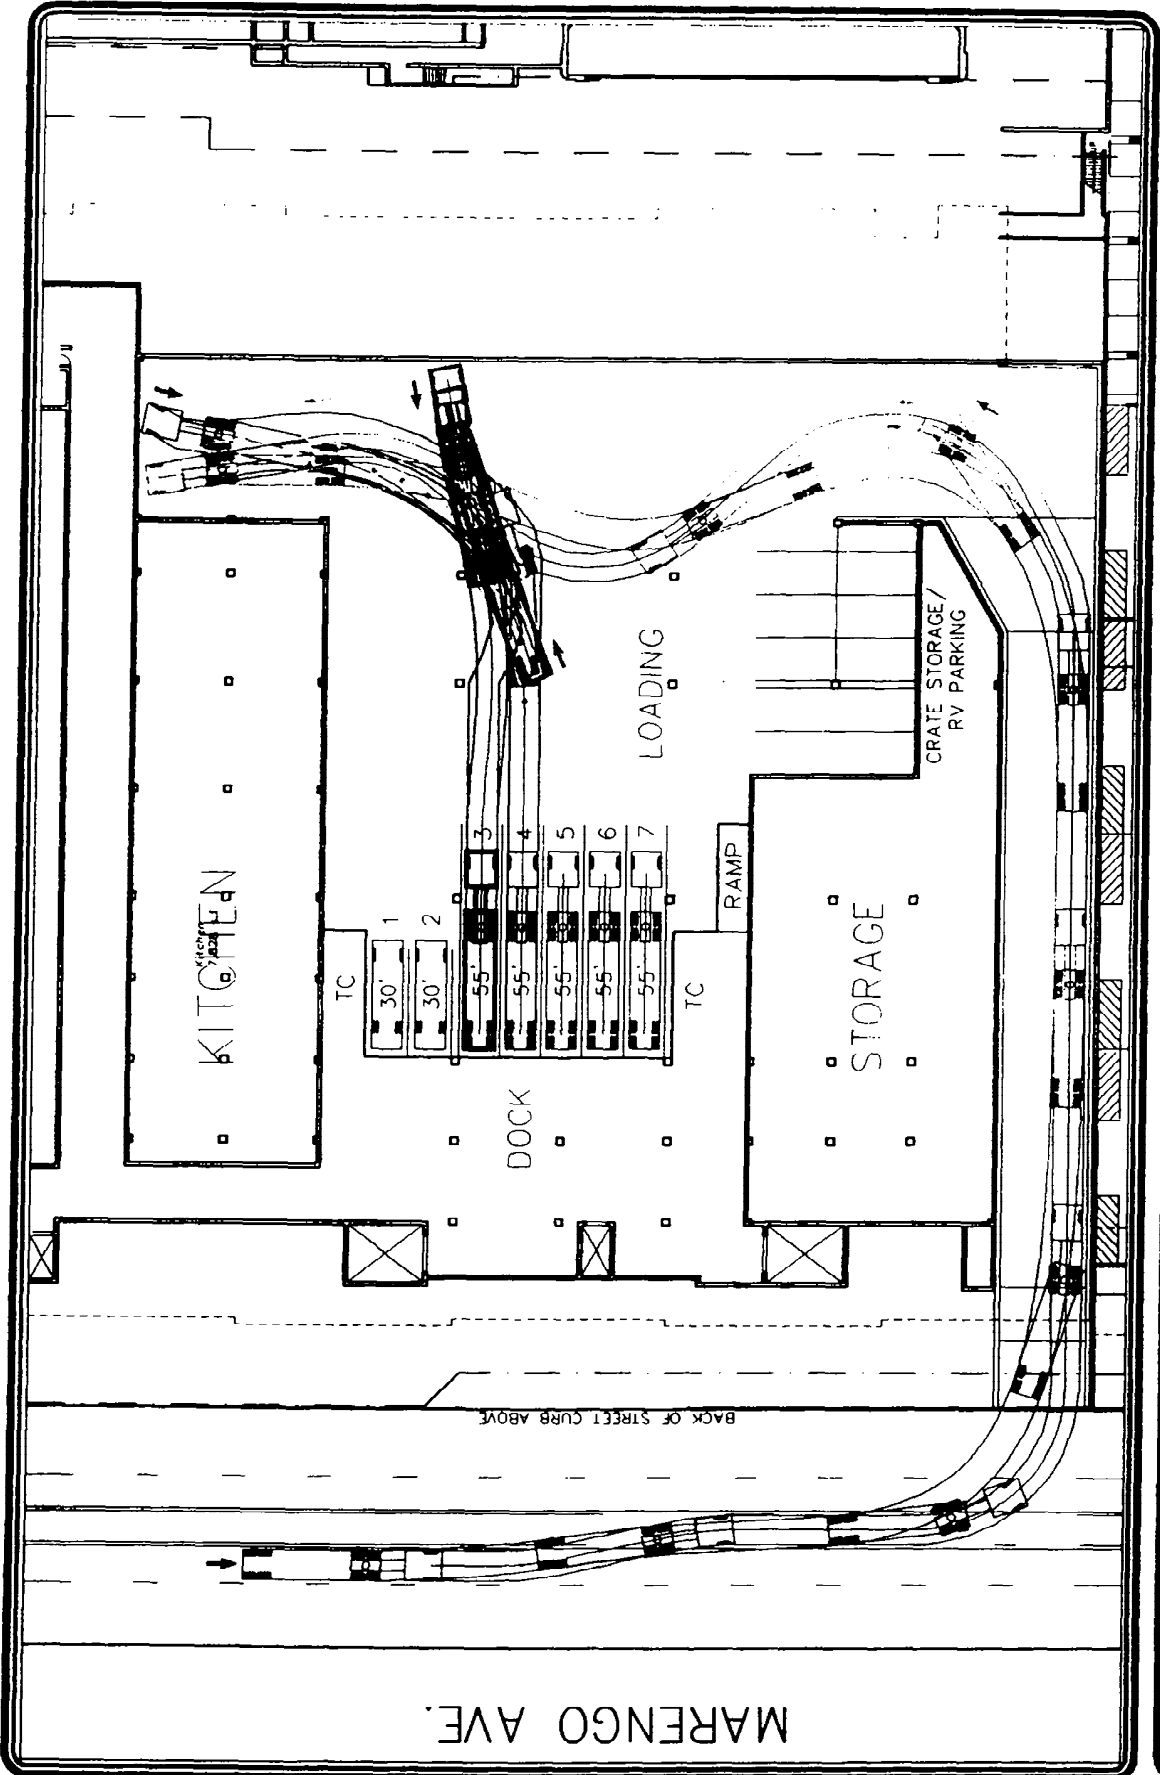 CRATE STORAGE/
RV PARKING
LOADING
3
4
5
6
7
1
2
RAMP
KITCHEN
Kitchen
STORAGE
TC
30'
30'
55'
55'
55'
55'
55'
TC
DOCK
BACK OF STREET CURB ABOVE
MARENGO AVE.